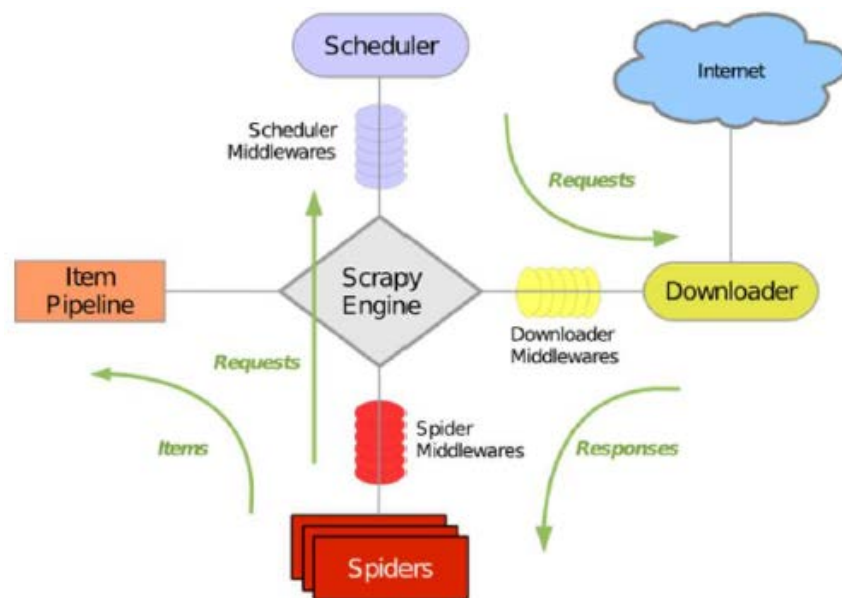 Scheduler
Internet
Scheduler
Middlewares
Requests
Item
Pipeline
Scrapy
Engine
Downloader
Downloader
Middlewares
Requests
Items
Spider
Middlewares
Responses
Spiders